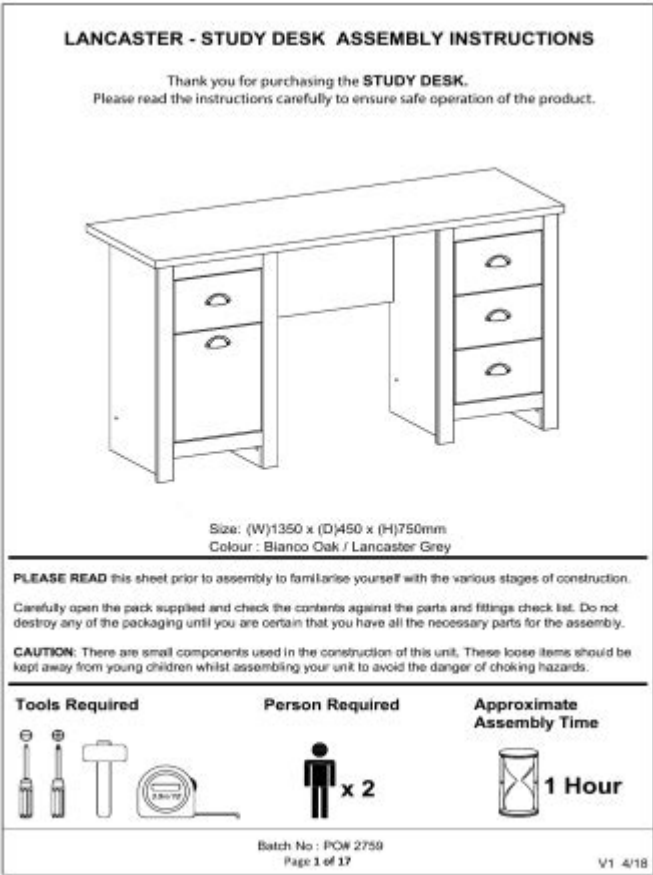 LANCASTER - STUDY DESK ASSEMBLY INSTRUCTIONS
Thank you for purchasing the STUDY DESK.
Please read the instructions carefully to ensure safe operation of the product.
Size: (W)1350 x (D)450 x (H)750mm
Colour : Bianco Oak / Lancaster Grey
PLEASE READ this sheet prior to assembly to familiarise yourself with the various stages of construction.
Carefully open the pack supplied and check the contents against the parts and fittings check list. Do not
destroy any of the packaging until you are certain that you have all the necessary parts for the assembly.
CAUTION: There are small components used in the construction of this unit. These loose items should be
kept away from young children whilst assembling your unit to avoid the danger of choking hazards.
Tools Required
Person Required
Approximate
Assembly Time
x 2
1 Hour
Batch No : PO# 2759
Page 1 of 17
V1 4/18